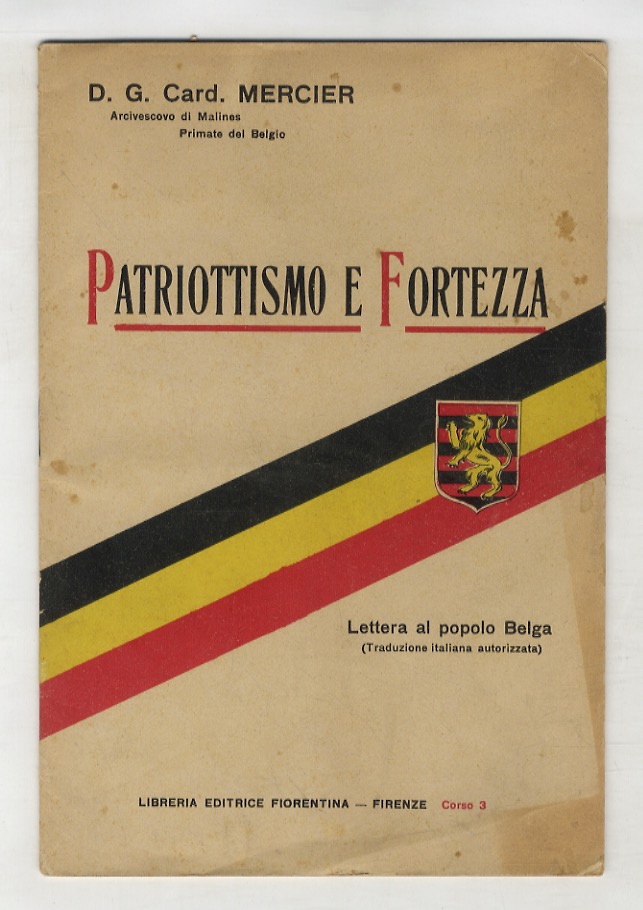 D. G. Card. MERCIER
Arcivescovo di Malines
Primate del Belgio
PATRIOTTISMO E FORTEZZA
Lettera al popolo Belga
(Traduzione italiana autorizzata)
LIBRERIA EDITRICE FIORENTINA — FIRENZE Corso 3